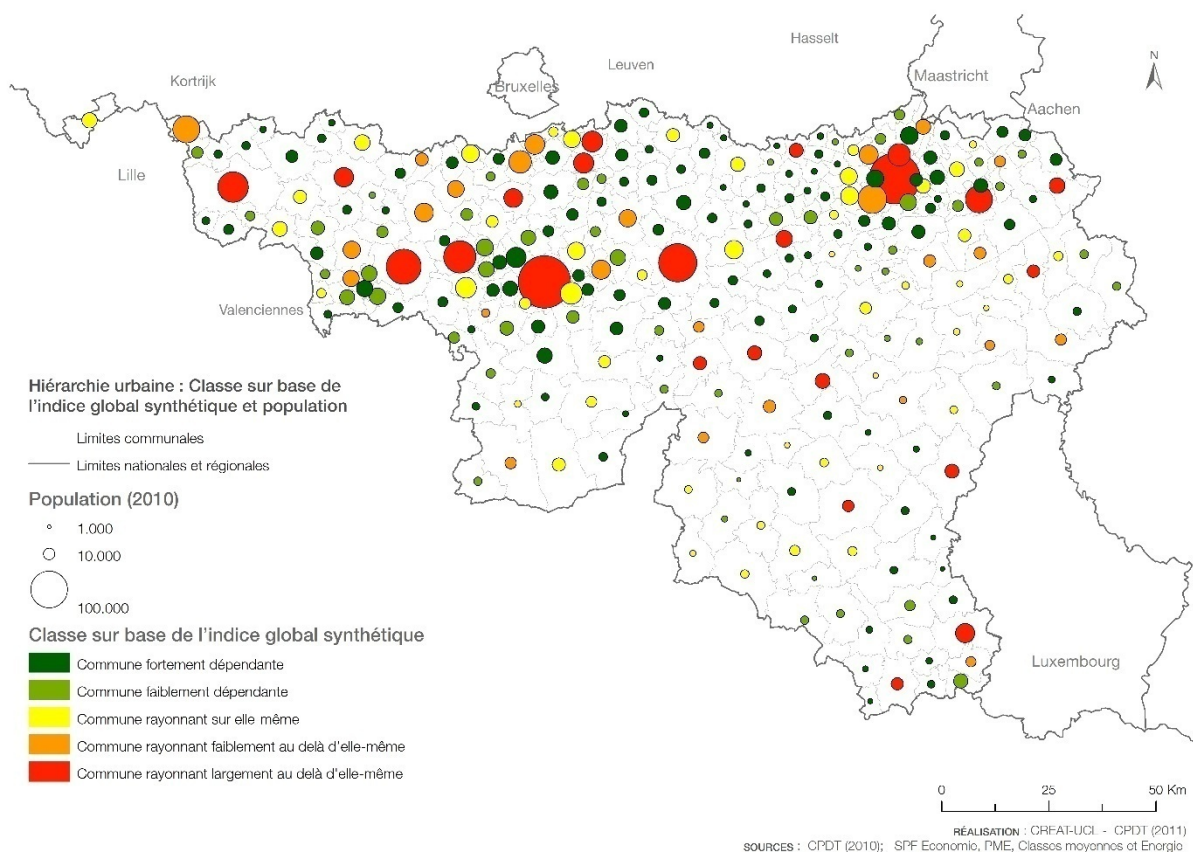 Hasselt
Leuven
Kortrijk
Bruxelles
Maastricht
N
Aachen
Lille
Valenciennes
Hiérarchie urbaine : Classe sur base de
l'indice global synthétique et population
Limites communales
Limites nationales et régionales
Population (2010)
1.000
10.000
100.000
Classe sur base de l'indice global synthétique
Commune fortement dépendante
Commune faiblement dépendante
Commune rayonnant sur elle même
Commune rayonnant faiblement au delà d'elle-même
Commune rayonnant largement au delà d'elle-même
Luxembourg
0 25 50 Km
RÉALISATION : CREAT-UCL - CPDT (2011)
SOURCES : CPDT (2010); SPF Economie, PME, Classes moyennes et Energie